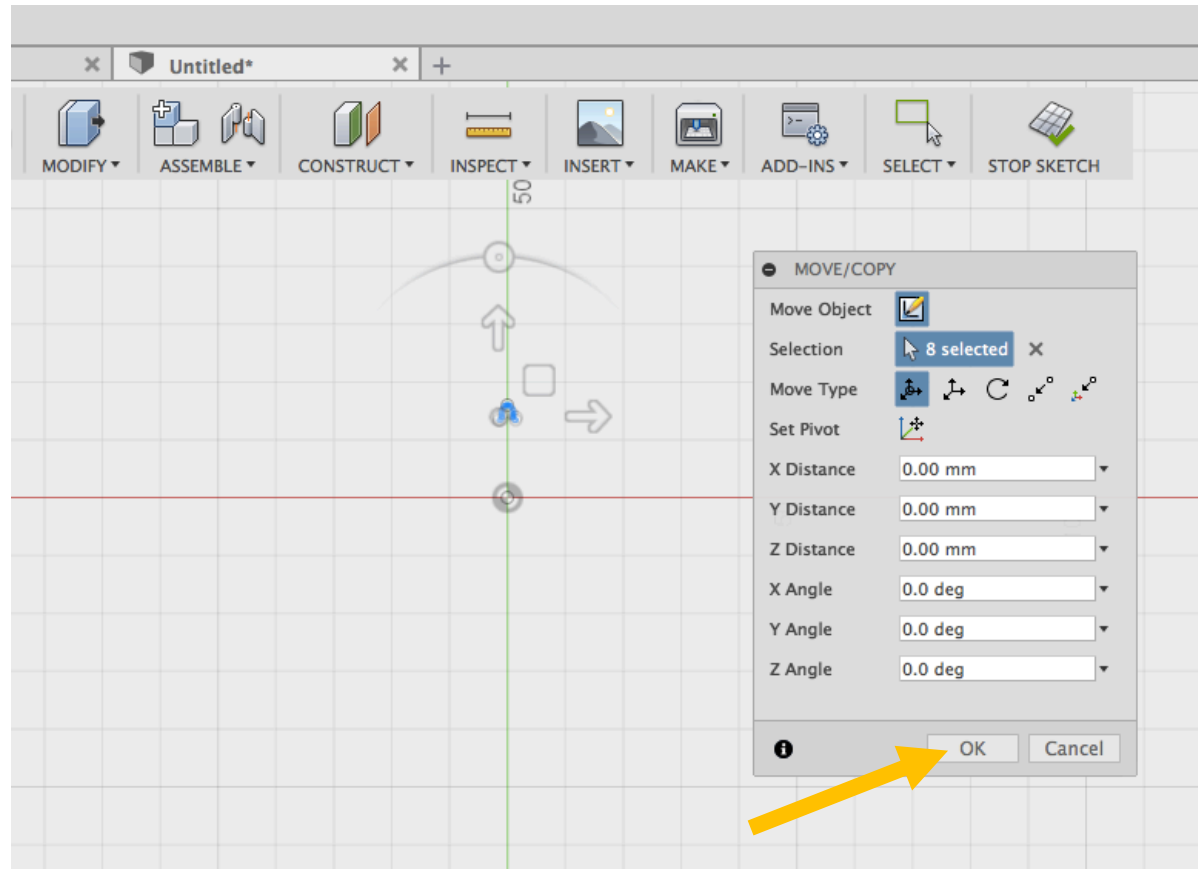 Untitled*
MODIFY ASSEMBLE CONSTRUCT INSPECT INSERT MAKE ADD-INS SELECT STOP SKETCH
50
MOVE/COPY
Move Object
Selection 8 selected
Move Type
Set Pivot
X Distance 0.00 mm
Y Distance 0.00 mm
Z Distance 0.00 mm
X Angle 0.0 deg
Y Angle 0.0 deg
Z Angle 0.0 deg
OK Cancel